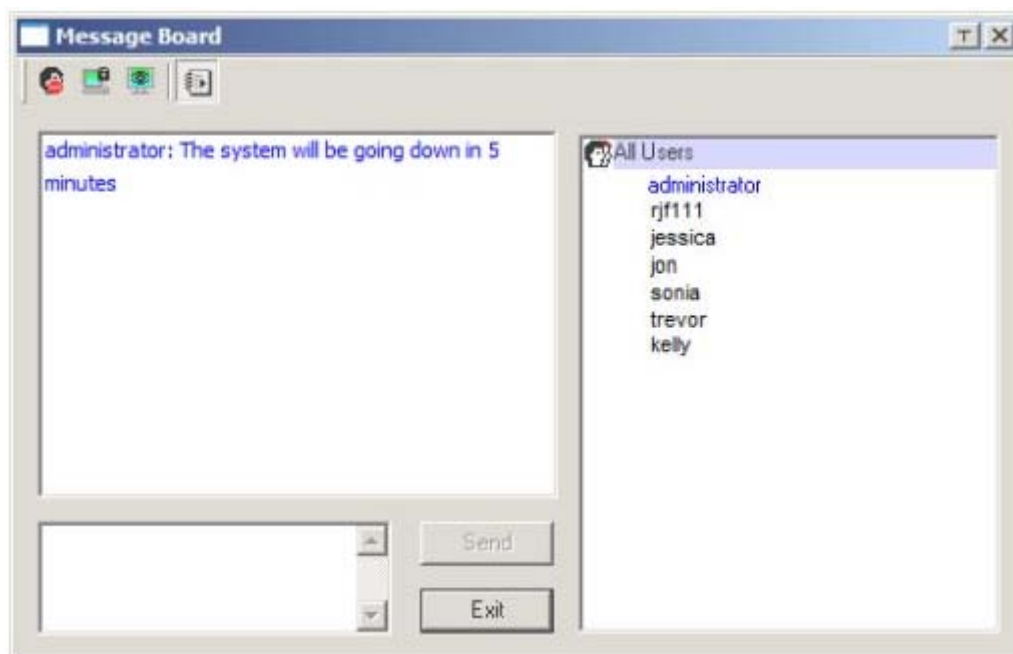 Message Board
administrator: The system will be going down in 5
minutes
All Users
administrator
rjf111
jessica
jon
sonia
trevor
kelly
Send
Exit